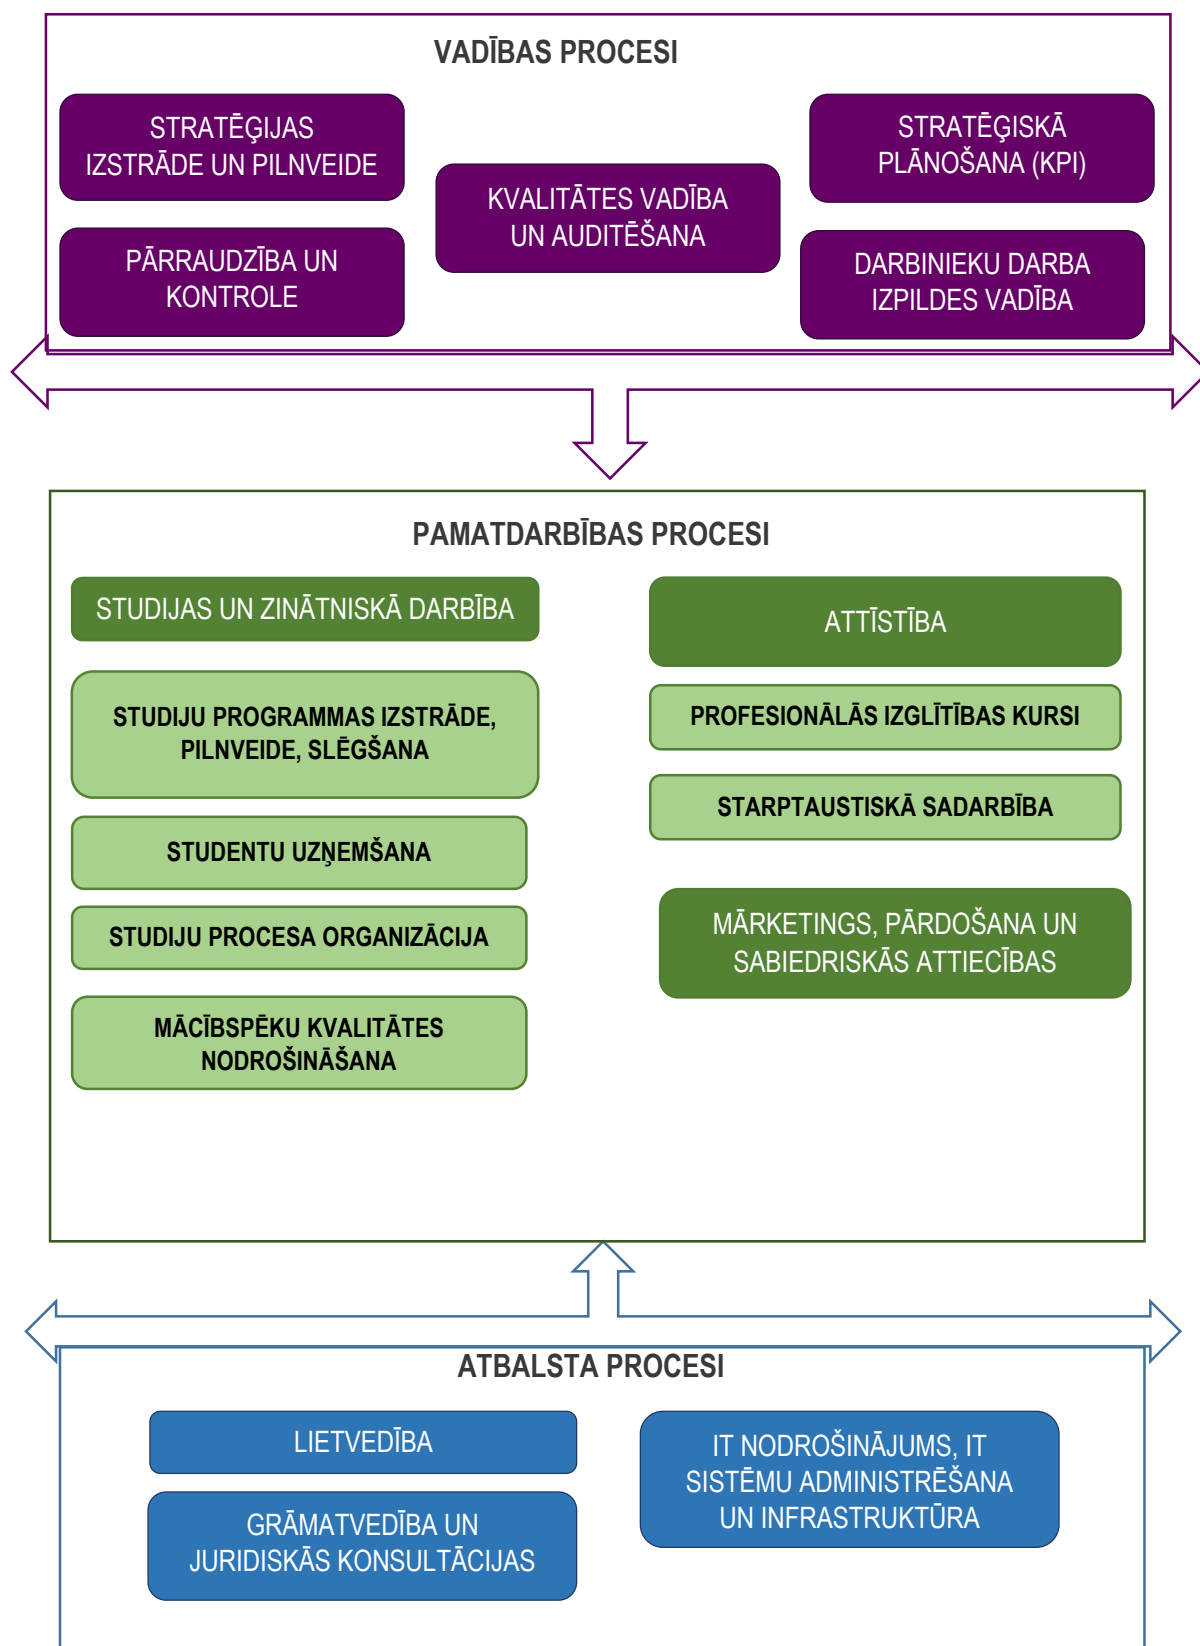 VADĪBAS PROCESI
STRATĒĢIJAS
IZSTRĀDE UN PILNVEIDE
PĀRRAUDZĪBA UN
KONTROLE
KVALITĀTES VADĪBA
UN AUDITĒŠANA
STRATĒĢISKĀ
PLĀNOŠANA (KPI)
DARBINIEKU DARBA
IZPILDES VADĪBA
PAMATDARBĪBAS PROCESI
STUDIJAS UN ZINĀTNISKĀ DARBĪBA
STUDIJU PROGRAMMAS IZSTRĀDE,
PILNVEIDE, SLĒGŠANA
STUDENTU UZŅEMŠANA
STUDIJU PROCESA ORGANIZĀCIJA
MĀCĪBSPĒKU KVALITĀTES
NODROŠINĀŠANA
ATTĪSTĪBA
PROFESIONĀLĀS IZGLĪTĪBAS KURSI
STARPTAUSTISKĀ SADARBĪBA
MĀRKETINGS, PĀRDOŠANA UN
SABIEDRISKĀS ATTIECĪBAS
ATBALSTA PROCESI
LIETVEDĪBA
GRĀMATVEDĪBA UN
JURIDISKĀS KONSULTĀCIJAS
IT NODROŠINĀJUMS, IT
SISTĒMU ADMINISTRĒŠANA
UN INFRASTRUKTŪRA